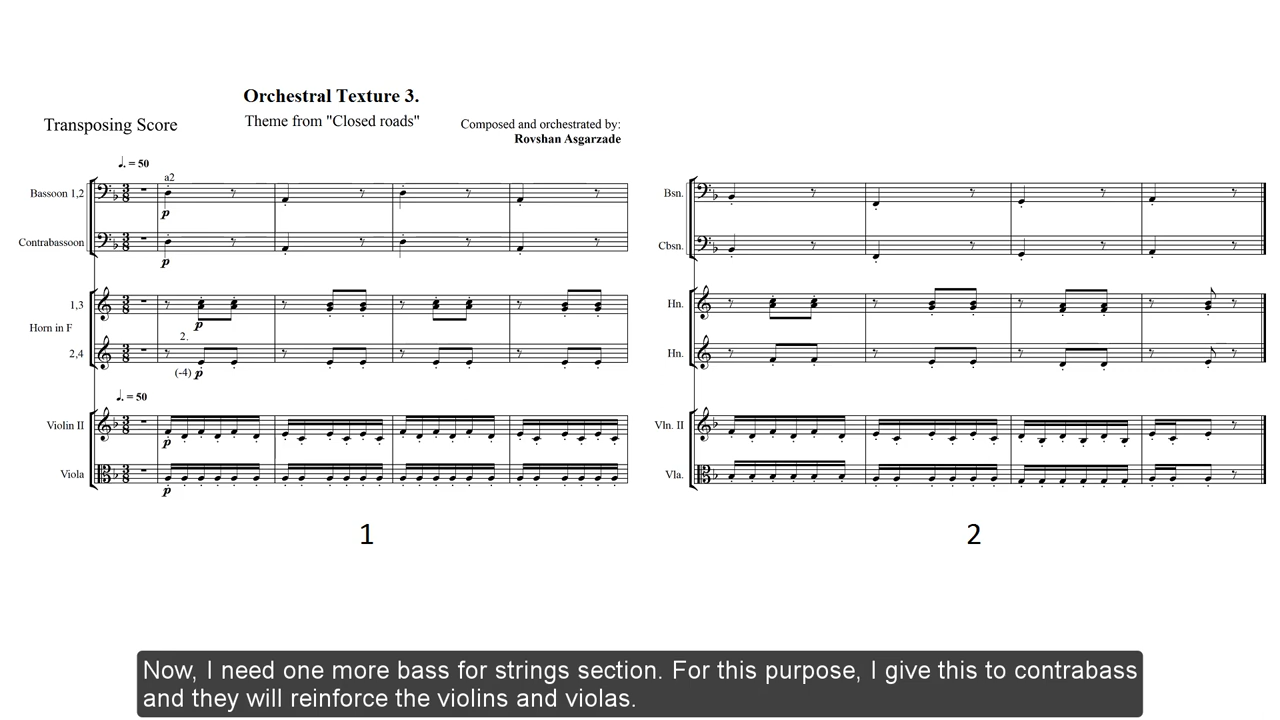 Orchestral Texture 3.
Transposing Score
Theme from "Closed roads"
Composed and orchestrated by:
Rovshan Asgarzade
♩. = 50
a2
Bassoon 1,2
p
Contrabassoon
p
1,3
Horn in F
p
2.
2,4
(-4) p
♩. = 50
Violin II
p
Viola
p
Bsn.
Cbsn.
Hn.
Hn.
Vln. II
Vla.
1
2
Now, I need one more bass for strings section. For this purpose, I give this to contrabass
and they will reinforce the violins and violas.